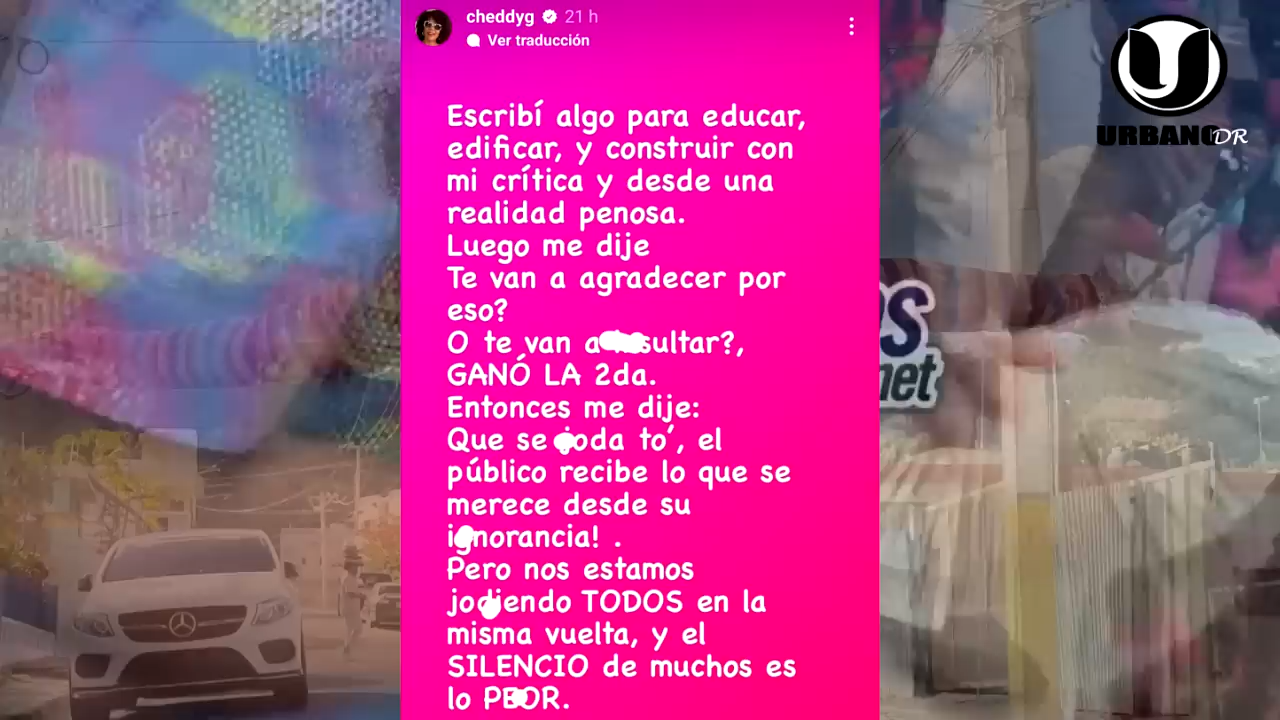 cheddyg 21 h
Ver traducción
Escribí algo para educar,
edificar, y construir con
mi crítica y desde una
realidad penosa.
Luego me dije
Te van a agradecer por
eso?
O te van a insultar?,
GANÓ LA 2da.
Entonces me dije:
Que se joda to', el
público recibe lo que se
merece desde su
ignorancia! .
Pero nos estamos
jodiendo TODOS en la
misma vuelta, y el
SILENCIO de muchos es
lo PEOR.
URBANO DR
net